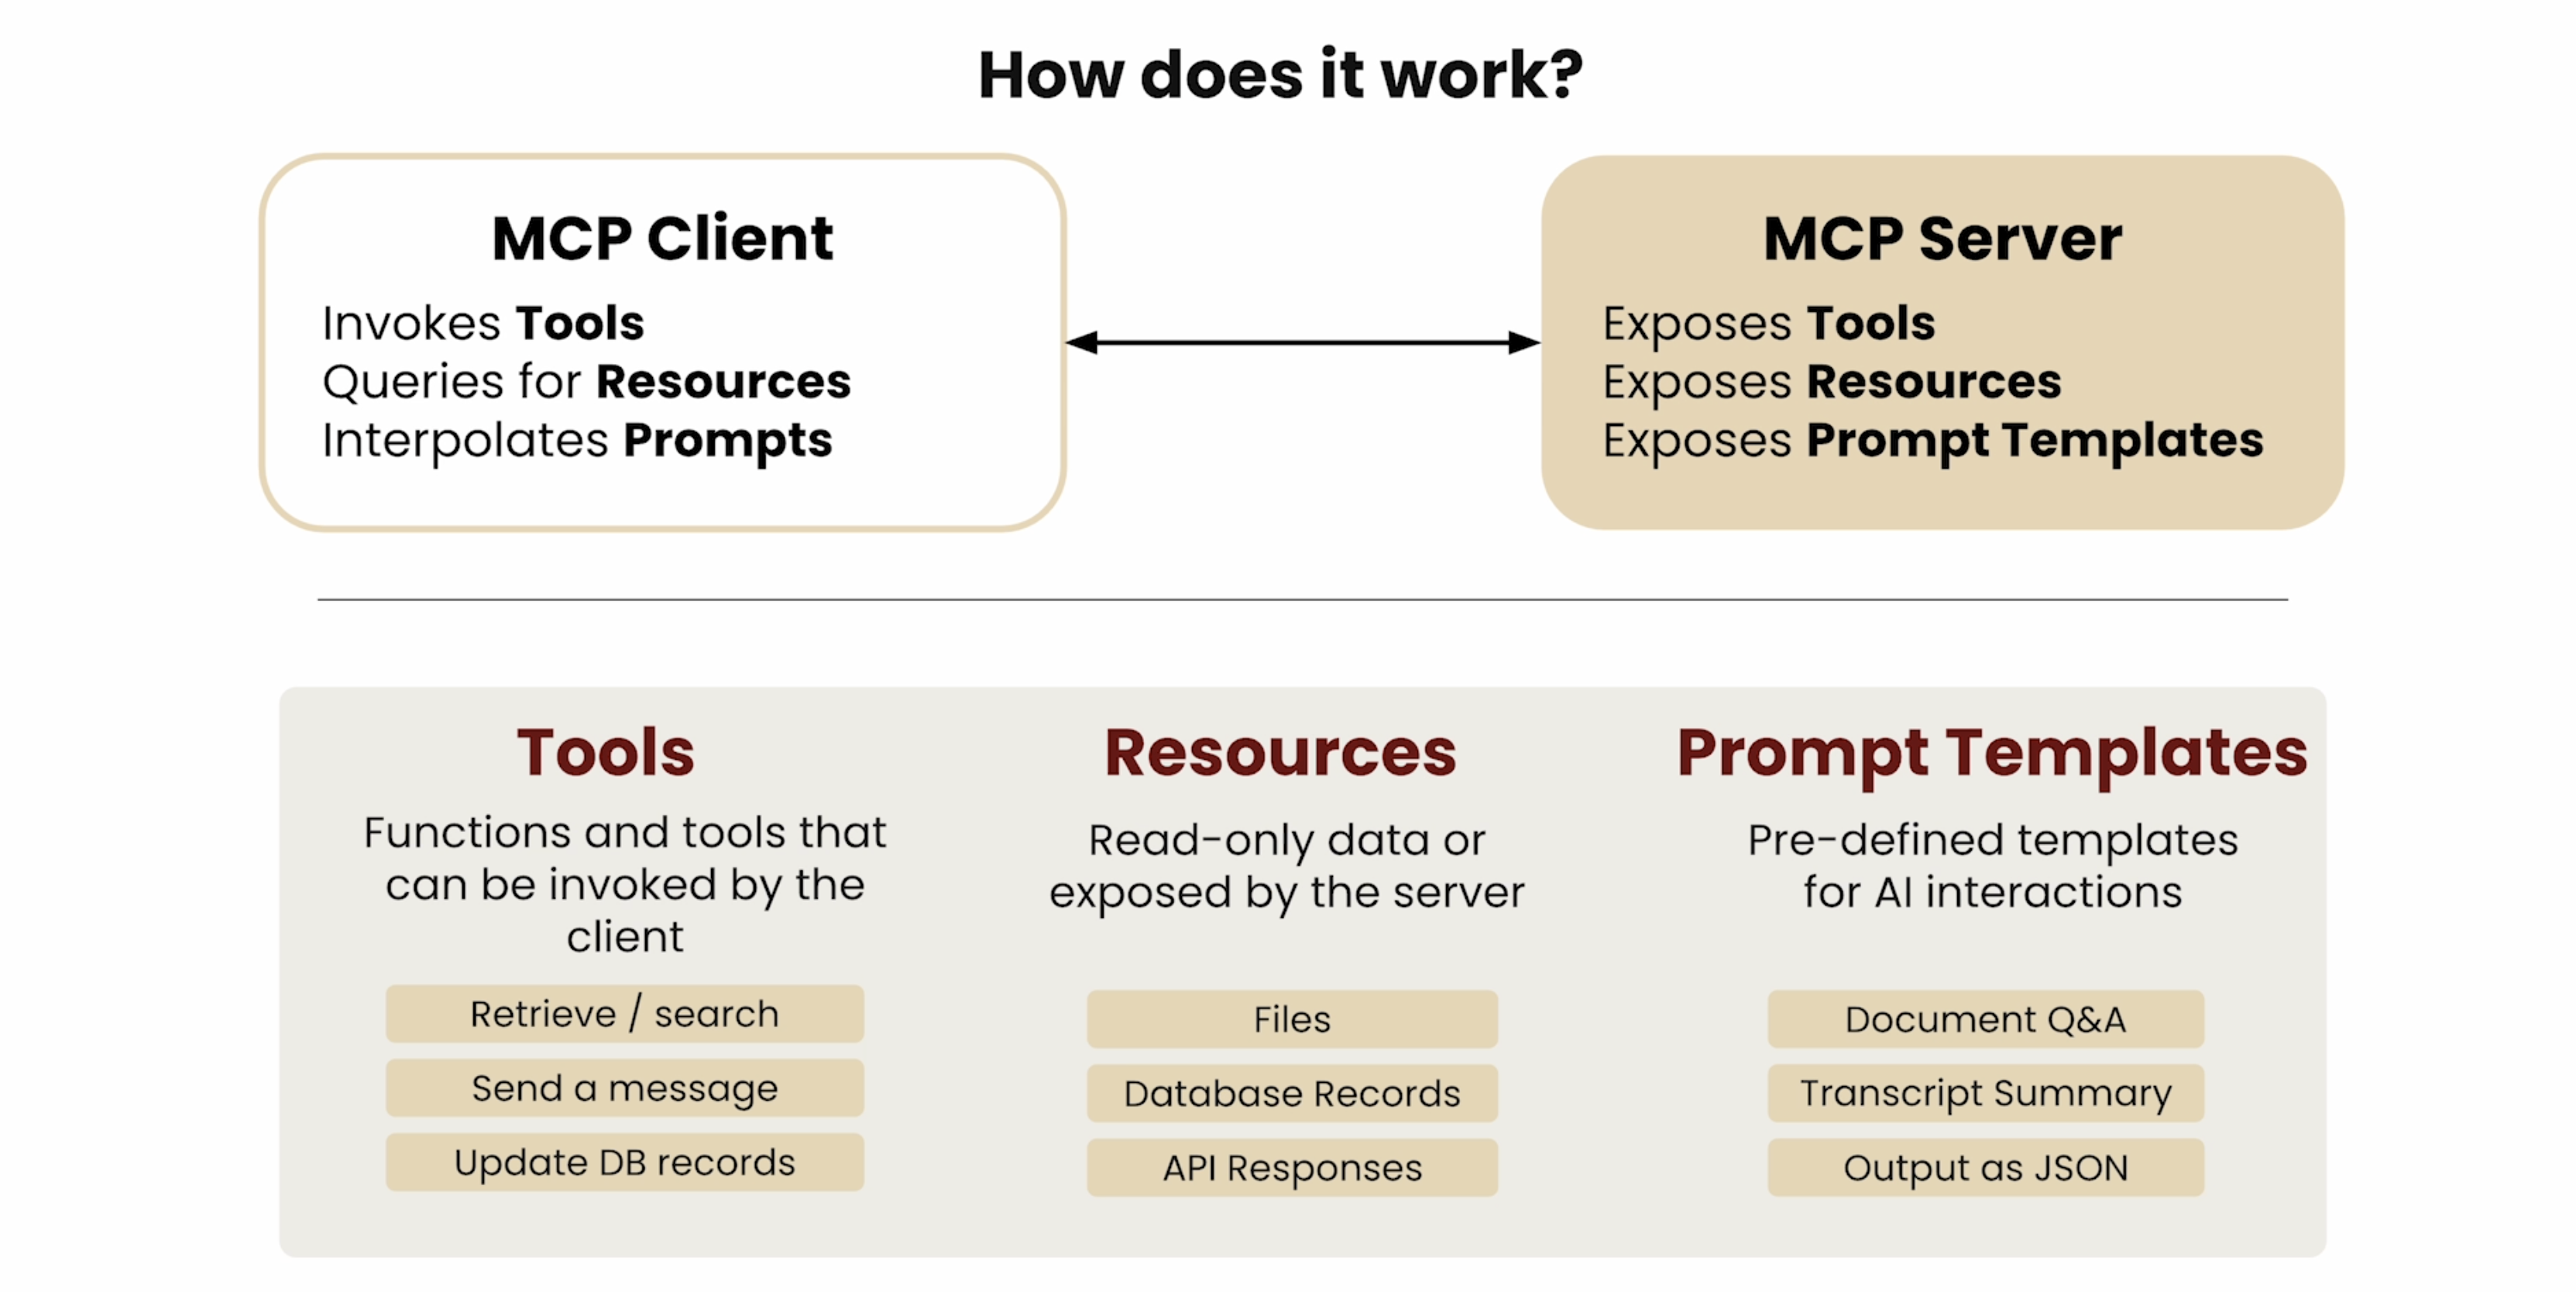 How does it work?
MCP Client
Invokes Tools
Queries for Resources
Interpolates Prompts
MCP Server
Exposes Tools
Exposes Resources
Exposes Prompt Templates
Tools
Functions and tools that
can be invoked by the
client
Retrieve / search
Send a message
Update DB records
Resources
Read-only data or
exposed by the server
Files
Database Records
API Responses
Prompt Templates
Pre-defined templates
for AI interactions
Document Q&A
Transcript Summary
Output as JSON